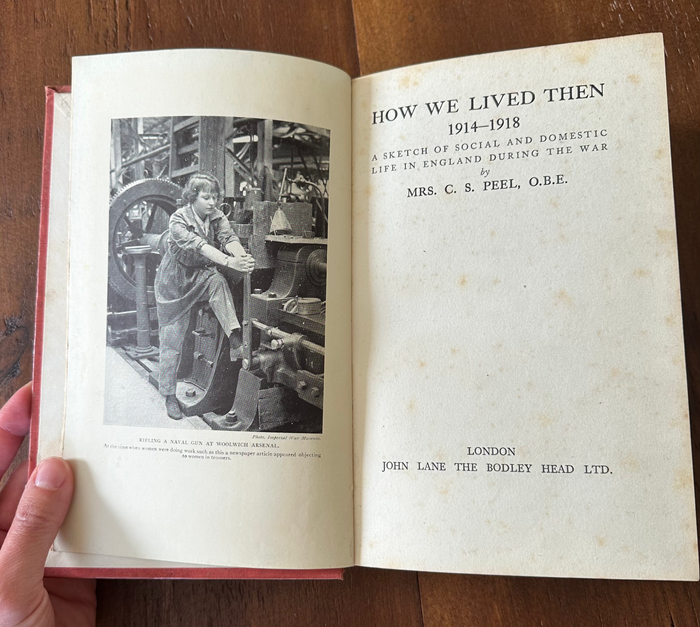 Photo, Imperial War Museum.
RIFLING A NAVAL GUN AT WOOLWICH ARSENAL.
At the time when women were doing work such as this a newspaper article appeared objecting
to women in trousers.
HOW WE LIVED THEN
1914–1918
A SKETCH OF SOCIAL AND DOMESTIC
LIFE IN ENGLAND DURING THE WAR
by
MRS. C. S. PEEL, O.B.E.
LONDON
JOHN LANE THE BODLEY HEAD LTD.